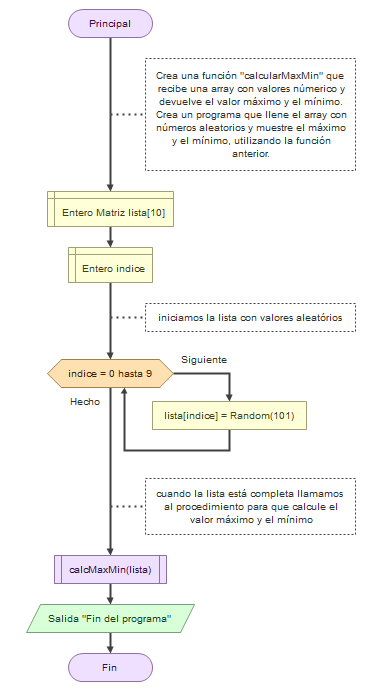 Principal
Crea una función "calcularMaxMin" que
recibe una array con valores númerico y
devuelve el valor máximo y el mínimo.
Crea un programa que llene el array con
números aleatorios y muestre el máximo
y el mínimo, utilizando la función
anterior.
Entero Matriz lista[10]
Entero indice
iniciamos la lista con valores aleatórios
indice = 0 hasta 9
Siguiente
Hecho
lista[indice] = Random(101)
cuando la lista está completa llamamos
al procedimiento para que calcule el
valor máximo y el mínimo
calcMaxMin(lista)
Salida "Fin del programa"
Fin